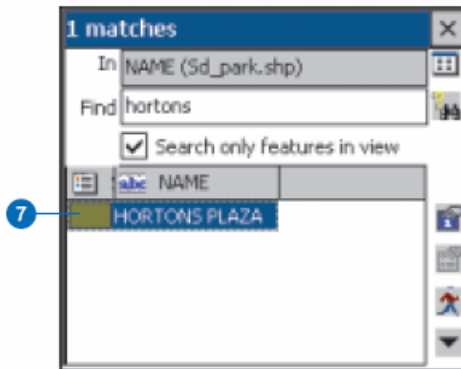 1 matches
In NAME (Sd_park.shp)
Find hortons
Search only features in view
abc NAME
7 HORTONS PLAZA